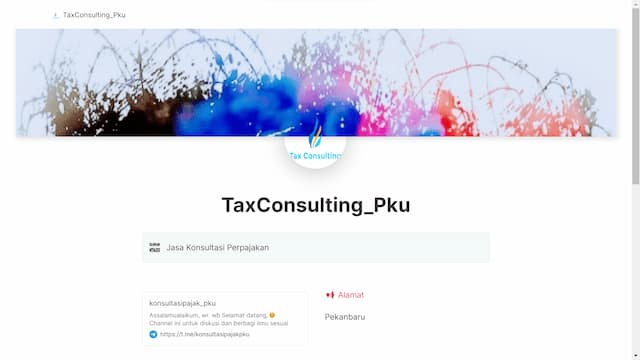 TaxConsulting_Pku
Tax Consulting
TaxConsulting_Pku
Jasa Konsultasi Perpajakan
konsultasipajak_pku
Assalamualaikum, wr. wb Selamat datang, 😊
Channel ini untuk diskusi dan berbagi ilmu sesuai
https://t.me/konsultasipajakpku
Alamat
Pekanbaru